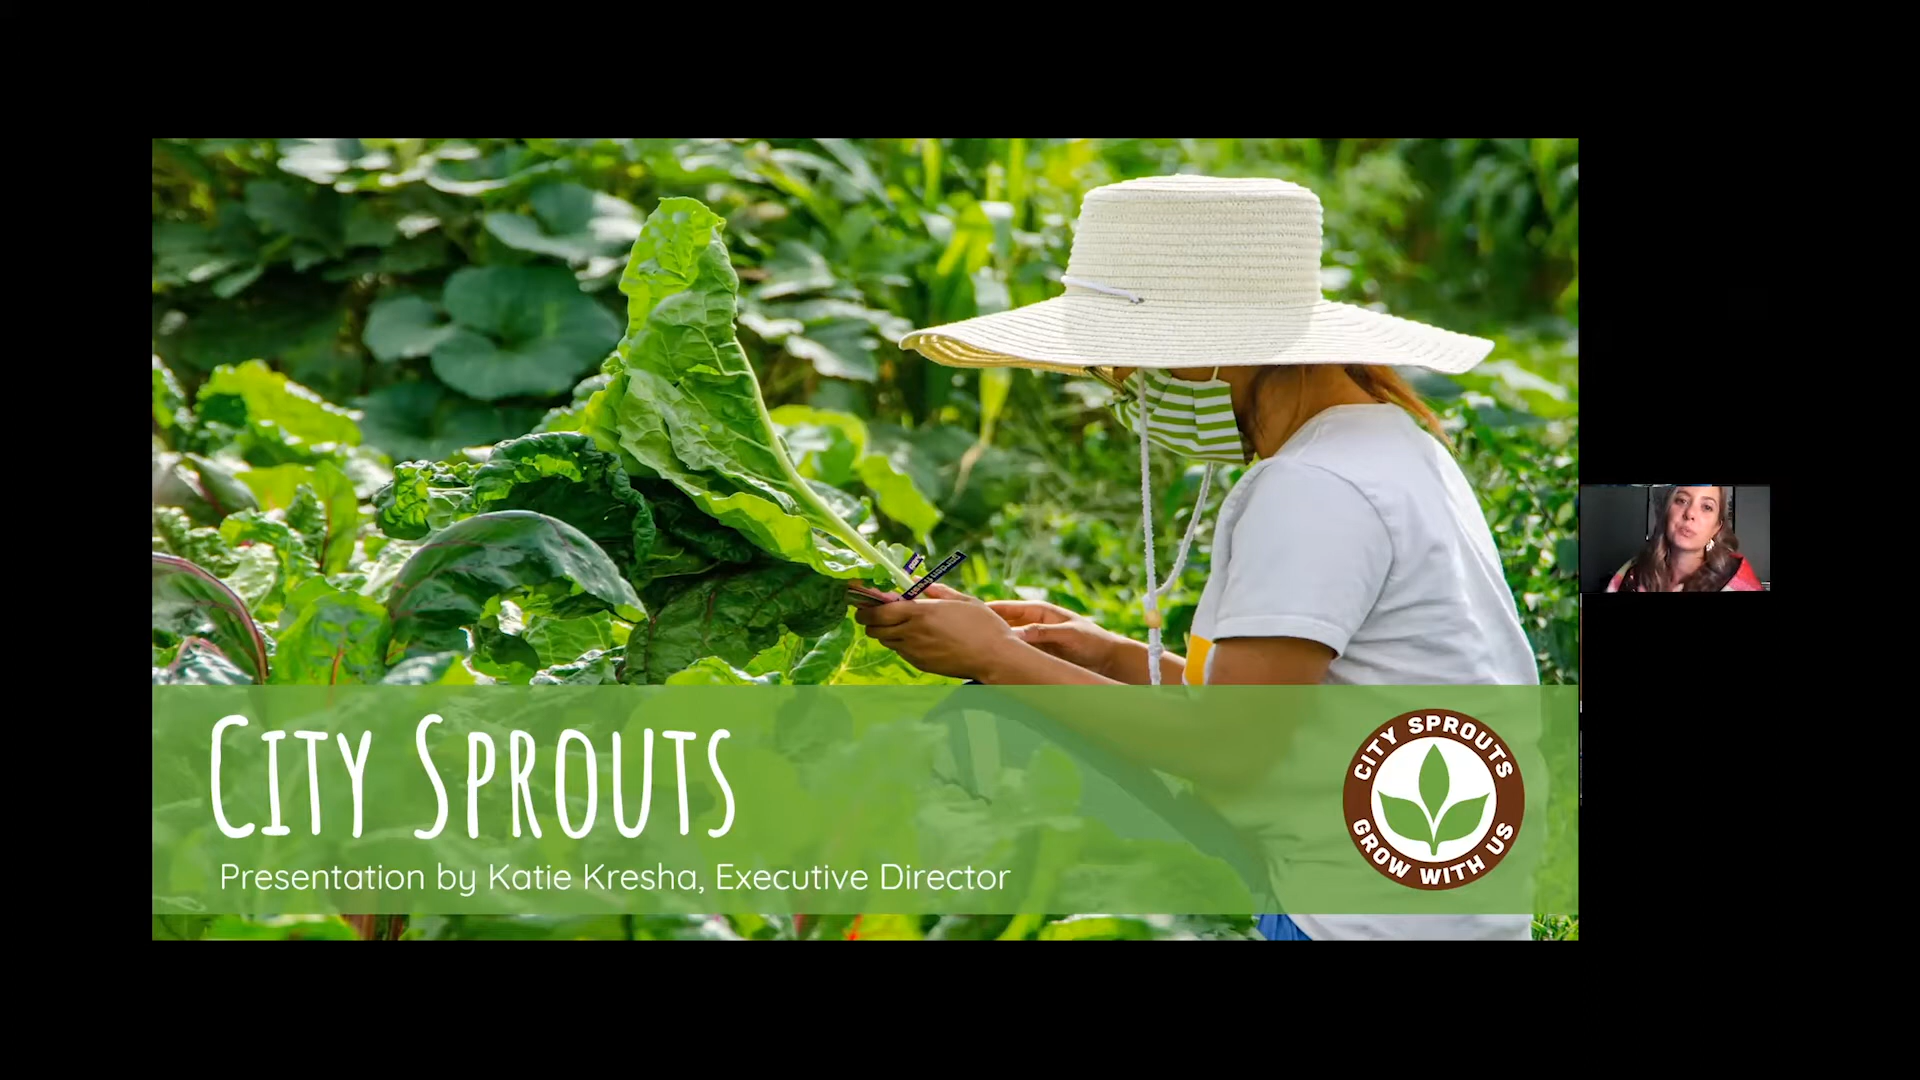 City Sprouts
Presentation by Katie Kresha, Executive Director
CITY SPROUTS
GROW WITH US